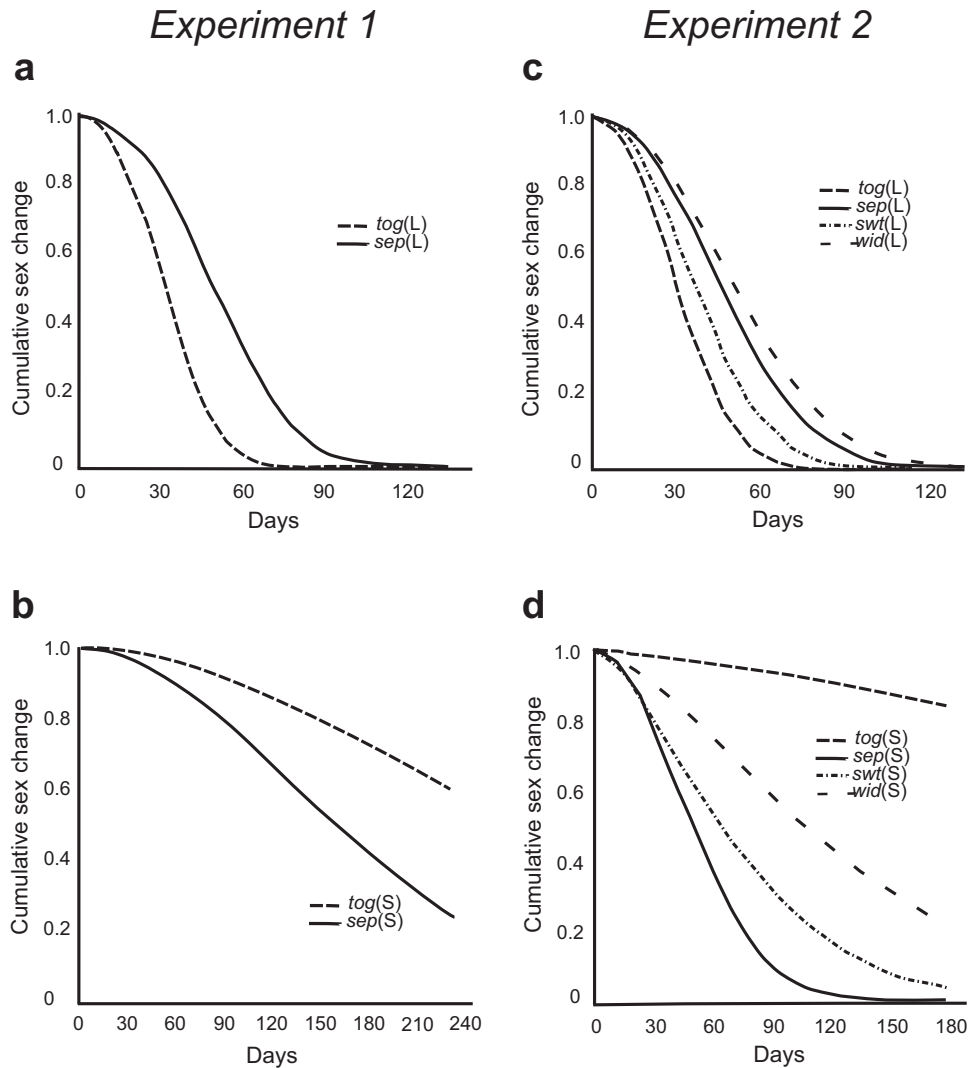 Experiment 1
Experiment 2
a
Cumulative sex change
1.0
0.8
0.6
0.4
0.2
0
0 30 60 90 120
Days
tog(L)
sep(L)
c
Cumulative sex change
1.0
0.8
0.6
0.4
0.2
0
0 30 60 90 120
Days
tog(L)
sep(L)
swt(L)
wid(L)
b
Cumulative sex change
1.0
0.8
0.6
0.4
0.2
0
0 30 60 90 120 150 180 210 240
Days
tog(S)
sep(S)
d
Cumulative sex change
1.0
0.8
0.6
0.4
0.2
0
0 30 60 90 120 150 180
Days
tog(S)
sep(S)
swt(S)
wid(S)